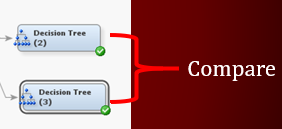 Decision Tree
(2)
Decision Tree
(3)
Compare